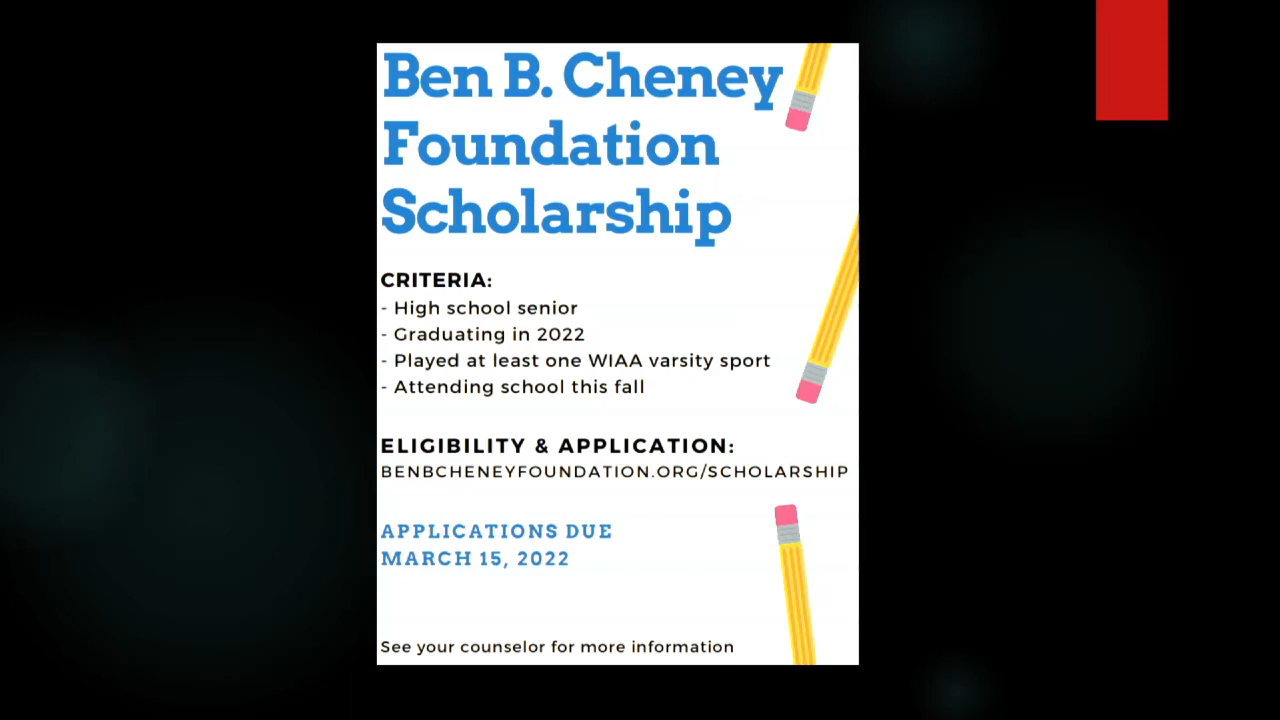 Ben B. Cheney
Foundation
Scholarship
CRITERIA:
- High school senior
- Graduating in 2022
- Played at least one WIAA varsity sport
- Attending school this fall
ELIGIBILITY & APPLICATION:
BENBCHENEYFOUNDATION.ORG/SCHOLARSHIP
APPLICATIONS DUE
MARCH 15, 2022
See your counselor for more information